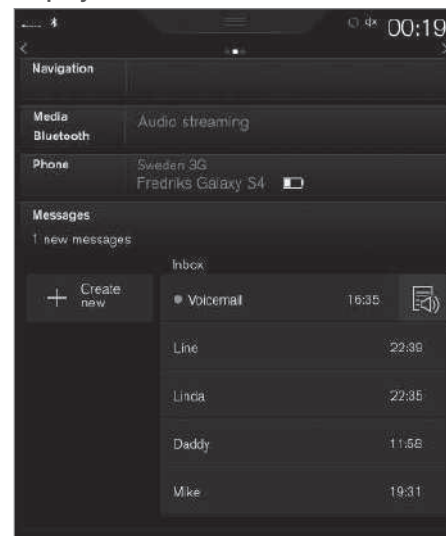 00:19
Navigation
Media
Bluetooth
Audio streaming
Phone
Sweden 3G
Fredriks Galaxy S4
Messages
1 new messages
Inbox
Create
new
Voicemail 16:35
Line 22:39
Linda 22:35
Daddy 11:58
Mike 19:31